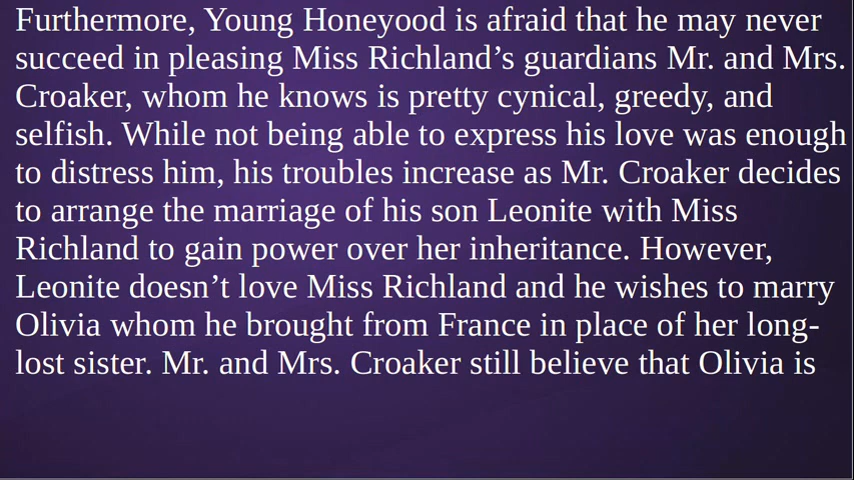 Furthermore, Young Honeyood is afraid that he may never
succeed in pleasing Miss Richland’s guardians Mr. and Mrs.
Croaker, whom he knows is pretty cynical, greedy, and
selfish. While not being able to express his love was enough
to distress him, his troubles increase as Mr. Croaker decides
to arrange the marriage of his son Leonite with Miss
Richland to gain power over her inheritance. However,
Leonite doesn’t love Miss Richland and he wishes to marry
Olivia whom he brought from France in place of her long-
lost sister. Mr. and Mrs. Croaker still believe that Olivia is